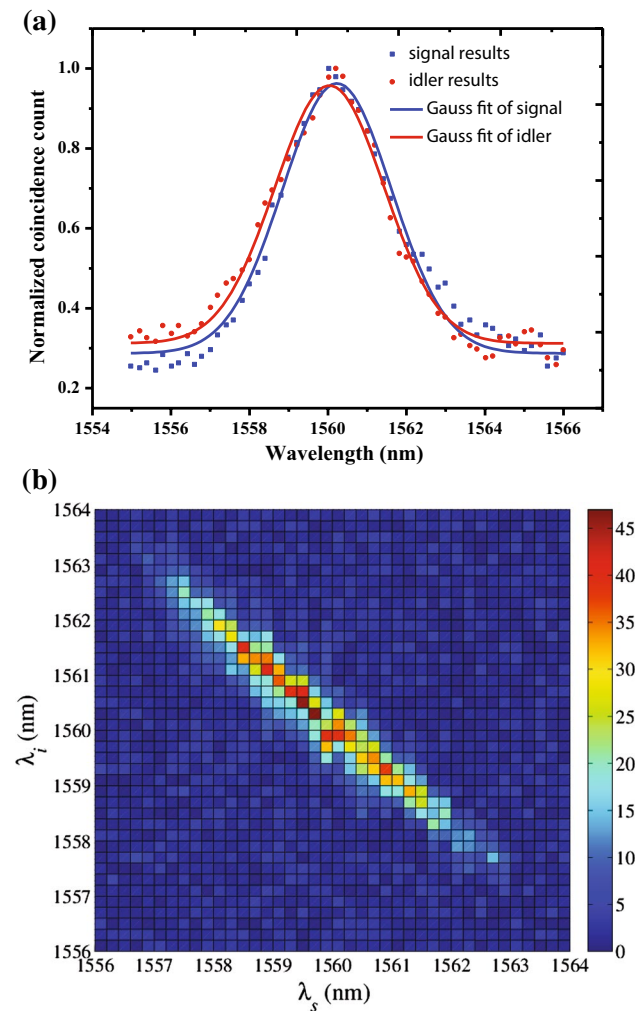 (a)
signal results
idler results
Gauss fit of signal
Gauss fit of idler
Normalized coincidence count
1.0
0.8
0.6
0.4
0.2
1554 1556 1558 1560 1562 1564 1566
Wavelength (nm)
(b)
λi (nm)
1564
1563
1562
1561
1560
1559
1558
1557
1556
1556 1557 1558 1559 1560 1561 1562 1563 1564
λs (nm)
45
40
35
30
25
20
15
10
5
0